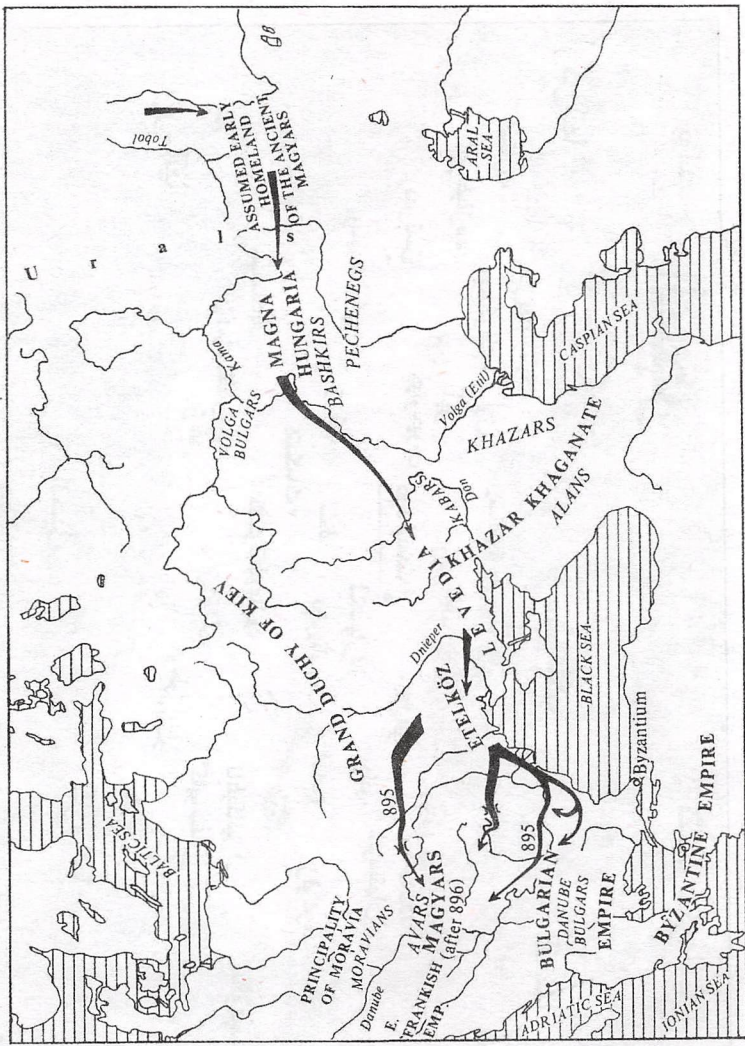 U r a l s
Tobol
ASSUMED EARLY
HOMELAND
OF THE ANCIENT
MAGYARS
ARAL
SEA
MAGNA
HUNGARIA
BASHKIRS
PECHENEGS
Kama
VOLGA
BULGARS
CASPIAN SEA
Volga (Etil)
KHAZARS
KHAZAR KHAGANATE
ALANS
Don
KABARS
LEVEDIA
GRAND DUCHY OF KIEV
Dnieper
ETELKÖZ
BLACK SEA
895
895
Byzantium
BYZANTINE EMPIRE
BALTIC SEA
PRINCIPALITY
OF MORAVIA
MORAVIANS
AVARS
MAGYARS
(after 896)
Danube
E.
FRANKISH
EMP.
BULGARIAN
DANUBE
BULGARS
EMPIRE
ADRIATIC SEA
IONIAN SEA